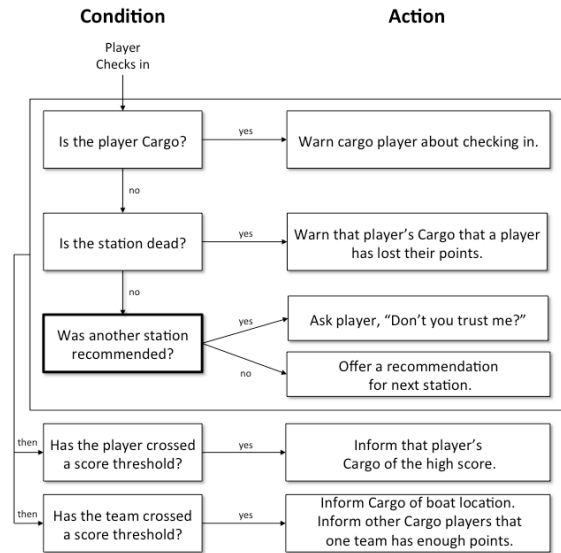 Condition
Action
Player
Checks in
Is the player Cargo?
yes
Warn cargo player about checking in.
no
Is the station dead?
yes
Warn that player's Cargo that a player
has lost their points.
no
Was another station
recommended?
yes
Ask player, “Don't you trust me?”
no
Offer a recommendation
for next station.
then
Has the player crossed
a score threshold?
yes
Inform that player's
Cargo of the high score.
then
Has the team crossed
a score threshold?
yes
Inform Cargo of boat location.
Inform other Cargo players that
one team has enough points.